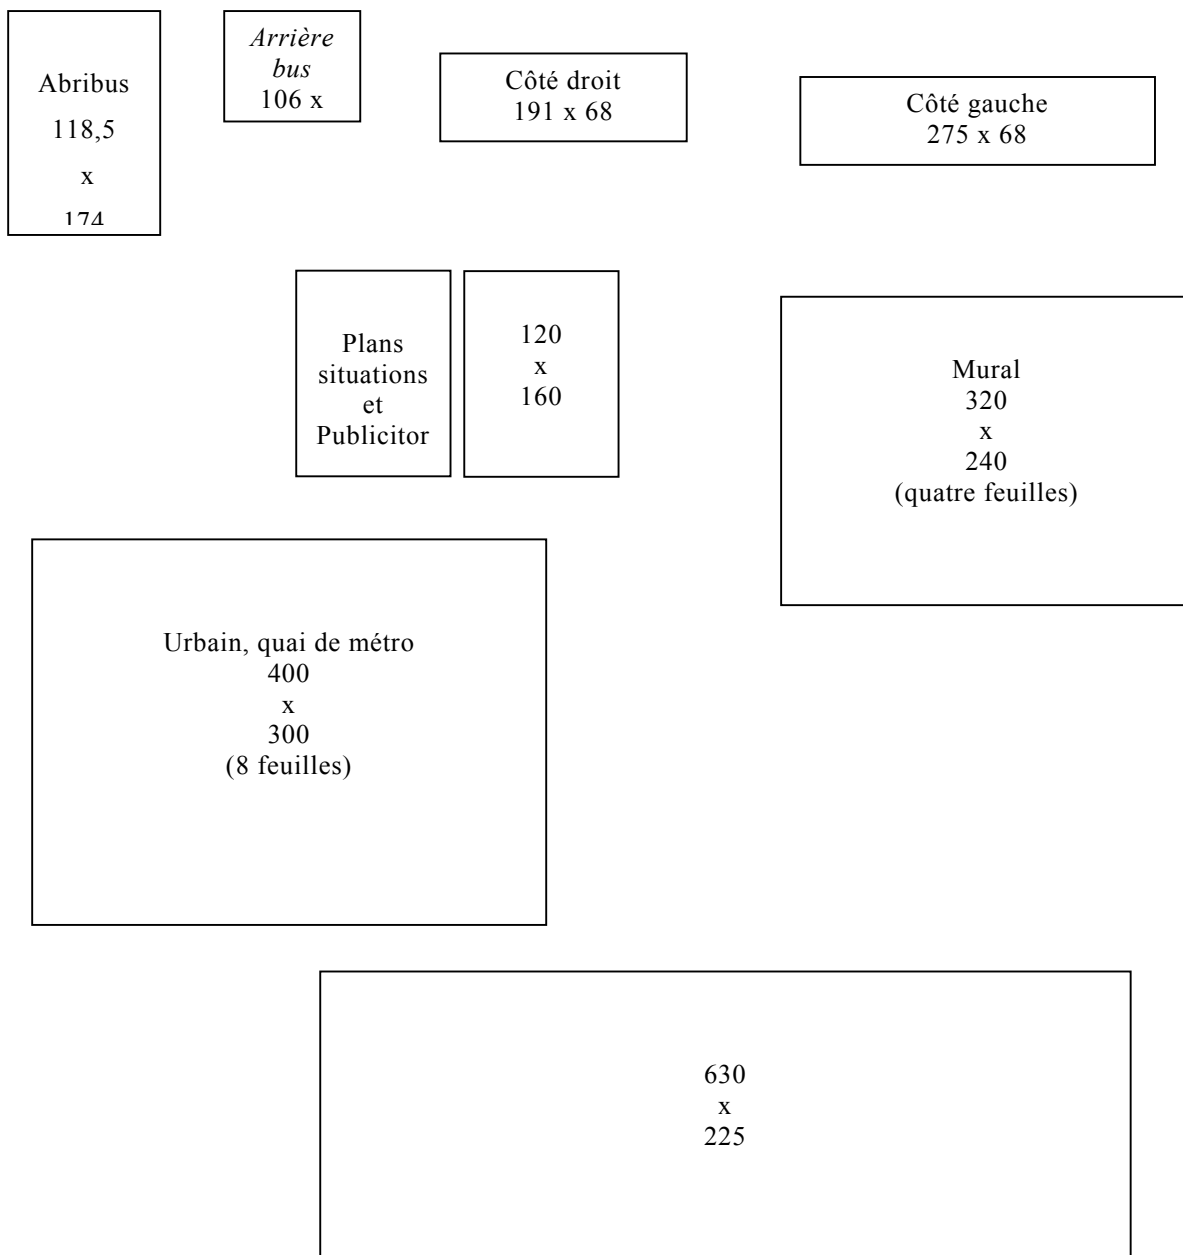 Abribus
118,5
x
174
Arrière
bus
106 x
Côté droit
191 x 68
Côté gauche
275 x 68
Plans
situations
et
Publicitor
120
x
160
Mural
320
x
240
(quatre feuilles)
Urbain, quai de métro
400
x
300
(8 feuilles)
630
x
225